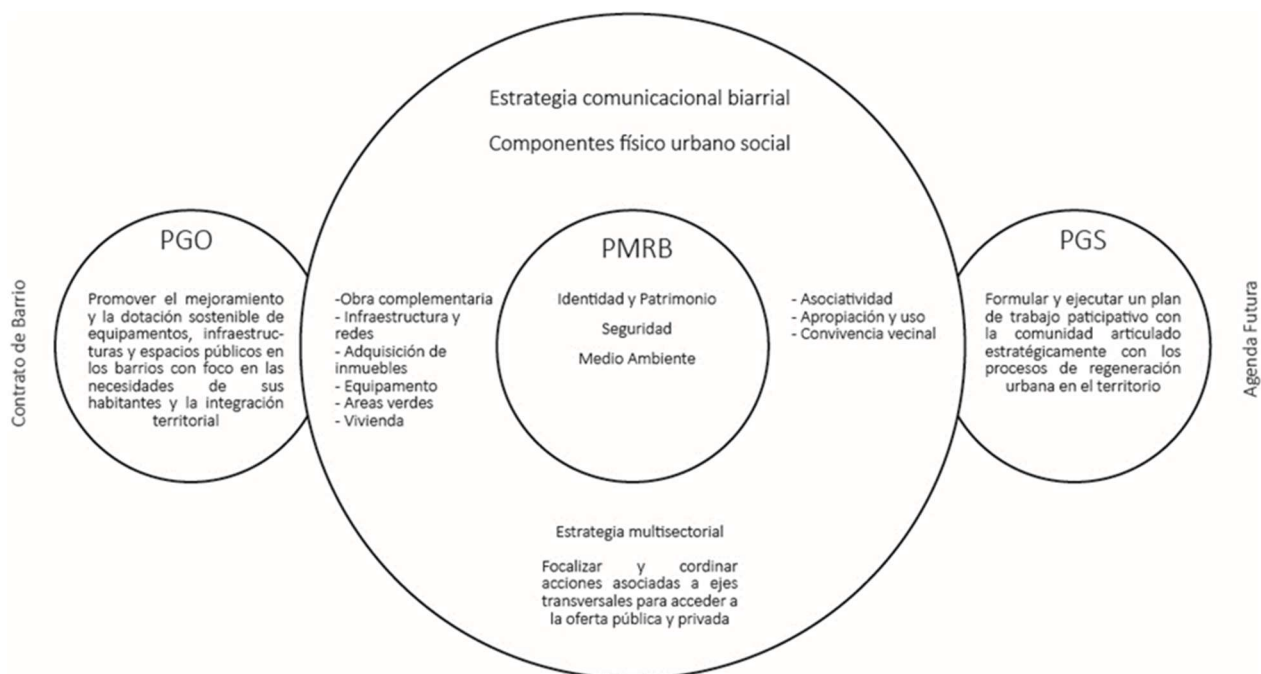 Estrategia comunicacional biarrial
Componentes físico urbano social
Contrato de Barrio
PGO
Promover el mejoramiento
y la dotación sostenible de
equipamentos, infraestruc-
turas y espacios públicos en
los barrios con foco en las
necesidades de sus
habitantes y la integración
territorial
-Obra complementaria
- Infraestructura y
redes
- Adquisición de
inmuebles
- Equipamento
- Areas verdes
- Vivienda
PMRB
Identidad y Patrimonio
Seguridad
Medio Ambiente
- Asociatividad
- Apropiación y uso
- Convivencia vecinal
PGS
Formular y ejecutar un plan
de trabajo paticipativo con
la comunidad articulado
estratégicamente con los
procesos de regeneración
urbana en el territorio
Agenda Futura
Estrategia multisectorial
Focalizar y cordinar
acciones asociadas a ejes
transversales para acceder a
la oferta pública y privada